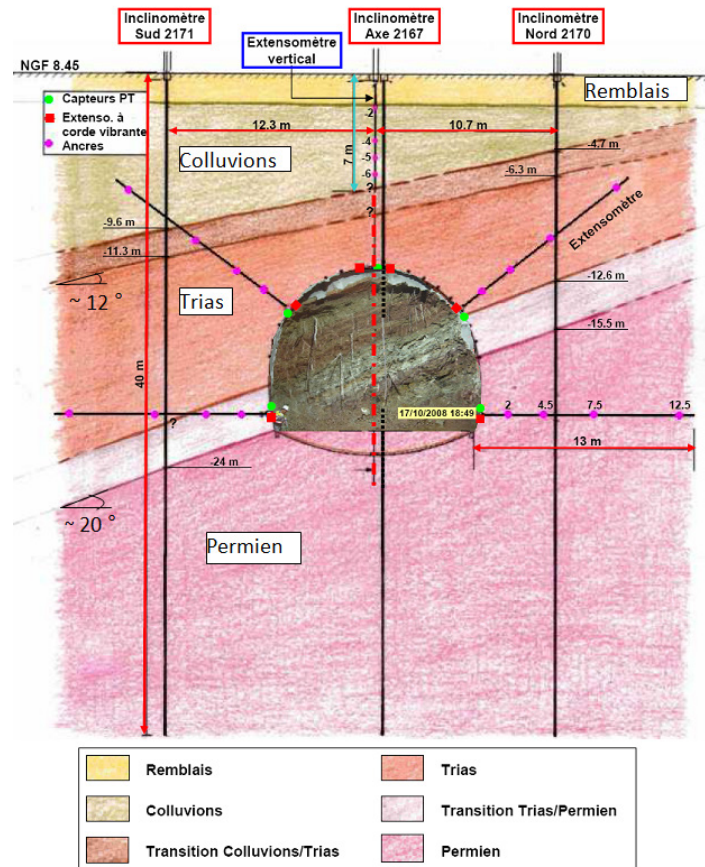 Inclinomètre
Sud 2171
Inclinomètre
Axe 2167
Inclinomètre
Nord 2170
Extensomètre
vertical
NGF 8.45
Remblais
Capteurs PT
Extenso. à
corde vibrante
Ancres
12.3 m
10.7 m
-2
-4
-5
-6
7 m
?
?
Colluvions
-4.7 m
-6.3 m
-9.6 m
-11.3 m
Extensomètre
~ 12 °
Trias
-12.6 m
-15.5 m
40 m
17/10/2008 18:49
2
4.5
7.5
12.5
?
13 m
-24 m
~ 20 °
Permien
Remblais
Trias
Colluvions
Transition Trias/Permien
Transition Colluvions/Trias
Permien